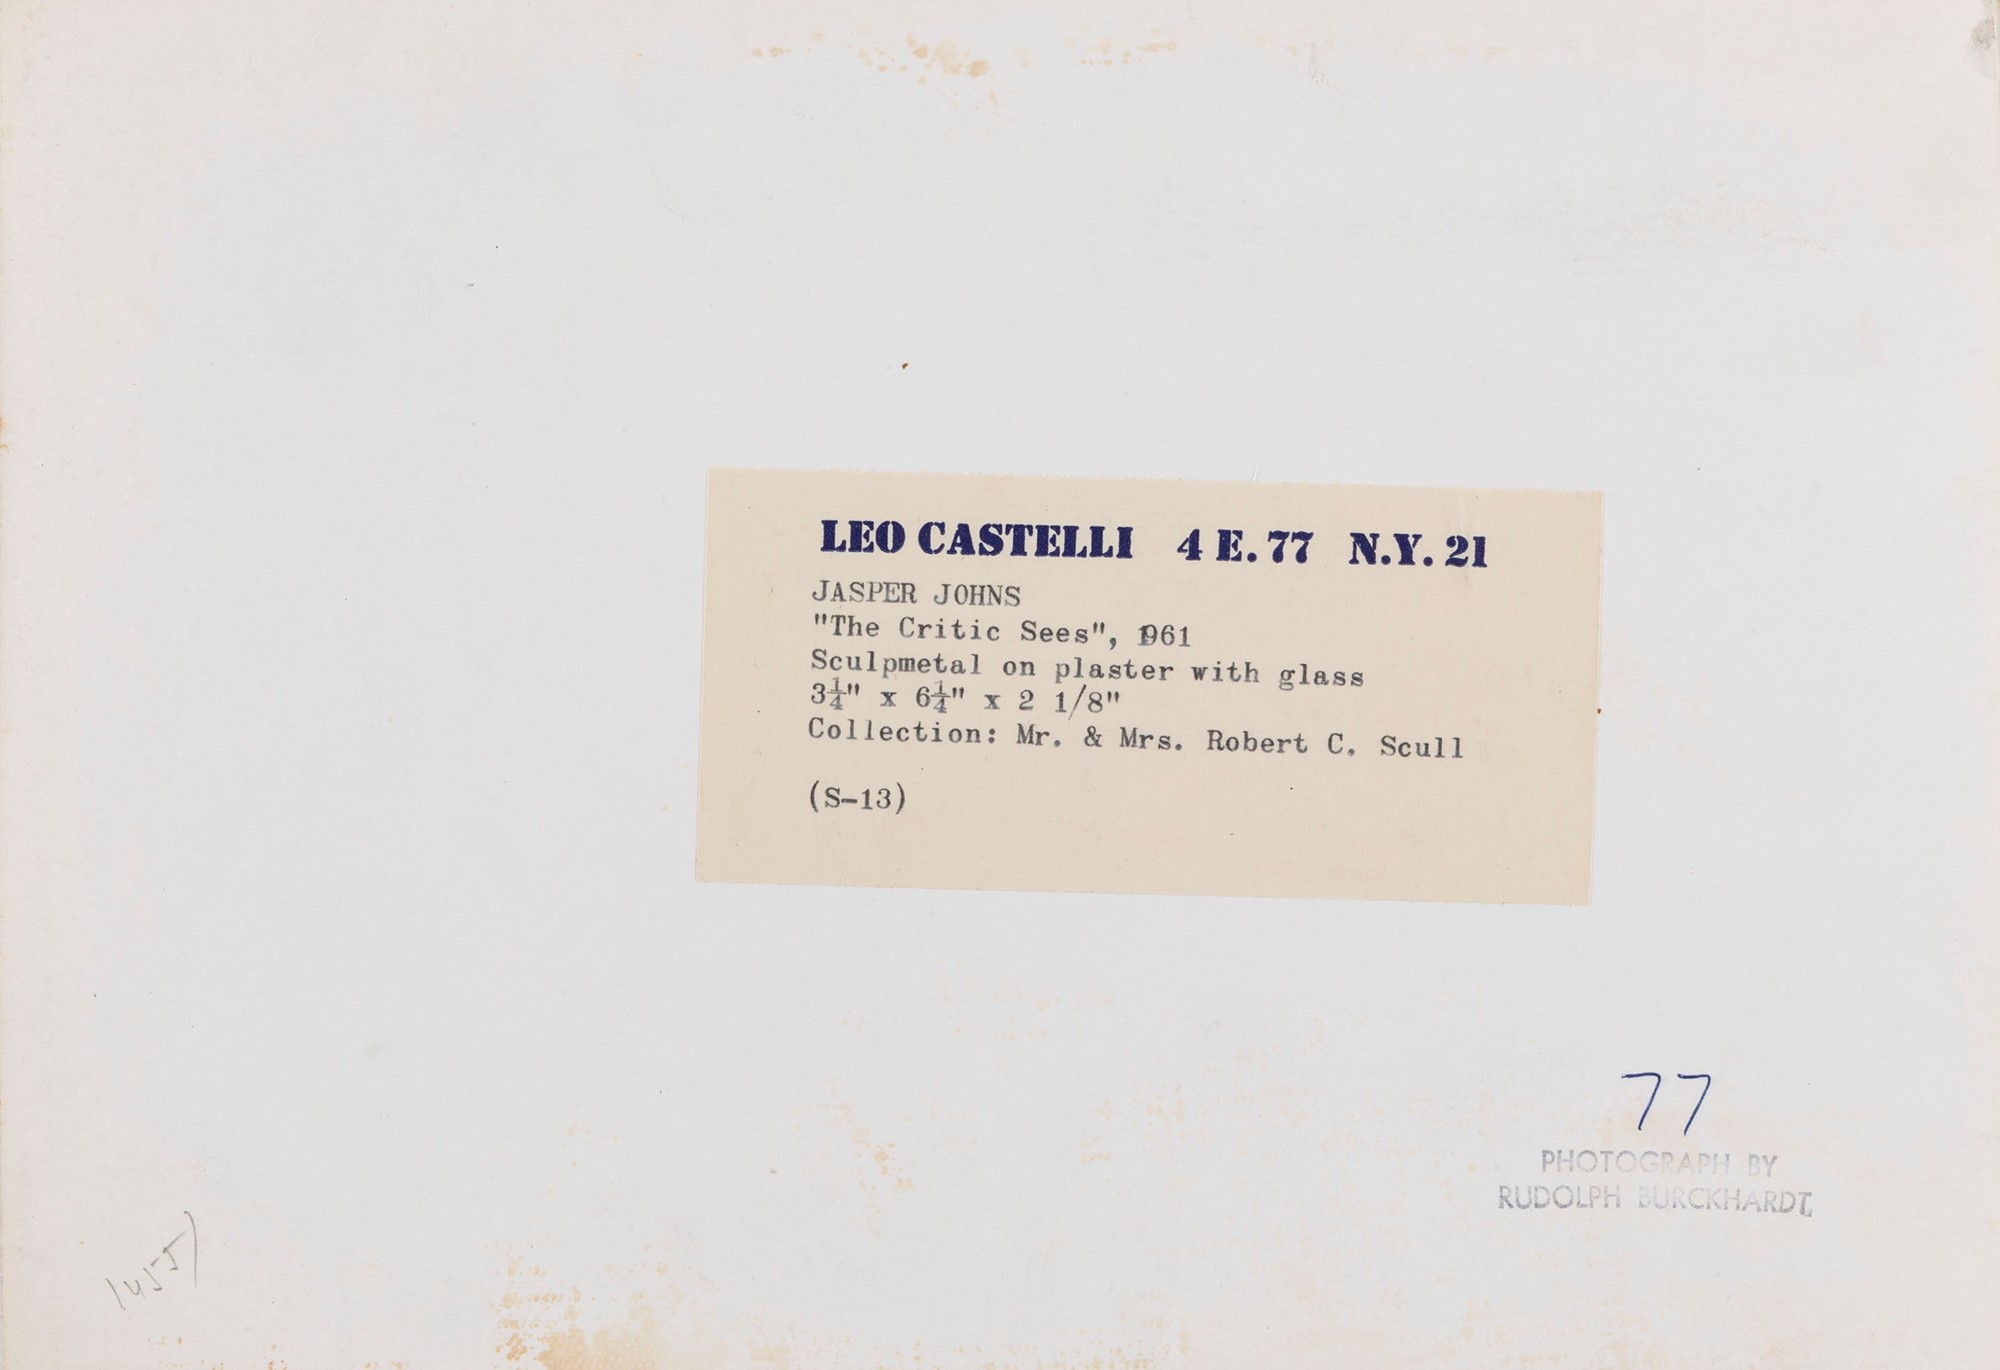 LEO CASTELLI 4 E. 77 N.Y. 21
JASPER JOHNS
"The Critic Sees", 1961
Sculpmetal on plaster with glass
3¼" x 6¼" x 2 1/8"
Collection: Mr. & Mrs. Robert C. Scull
(S-13)
77
PHOTOGRAPH BY
RUDOLPH BURCKHARDT